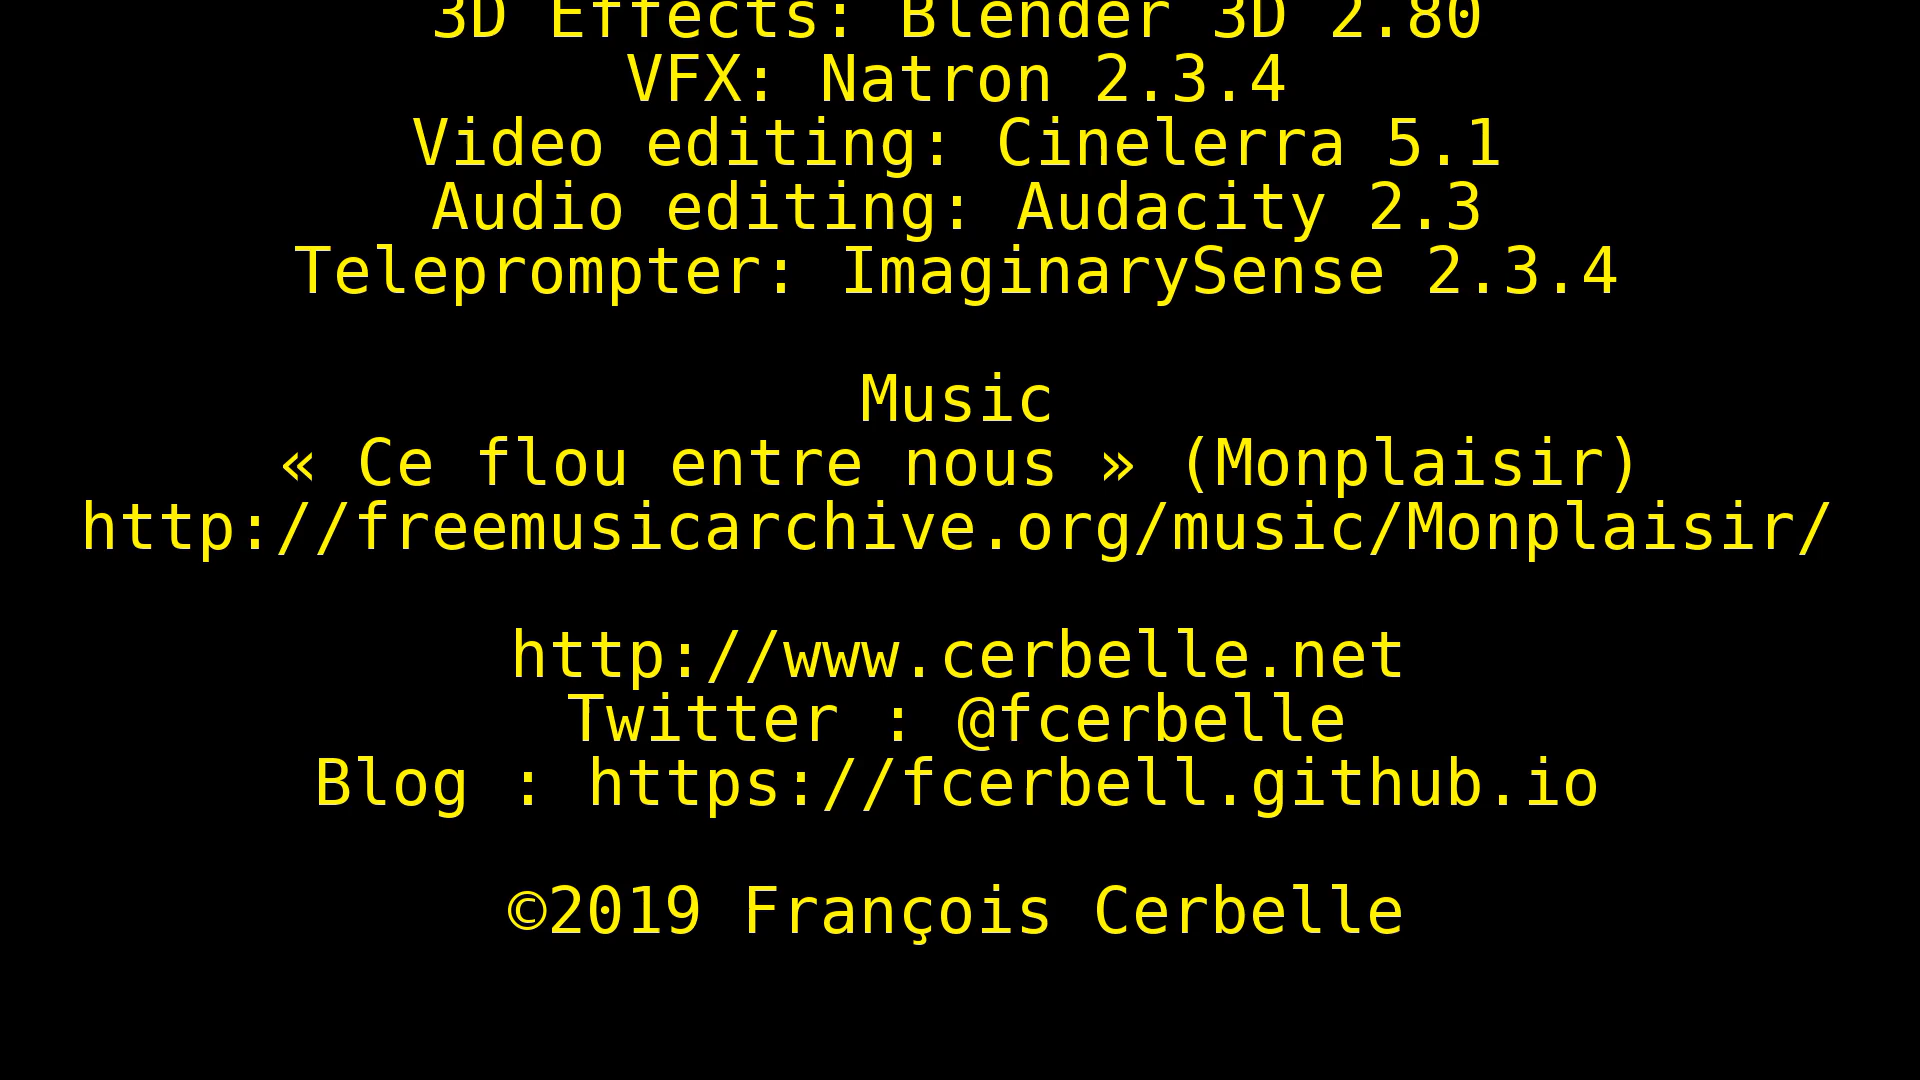 3D Effects: Blender 3D 2.80
VFX: Natron 2.3.4
Video editing: Cinelerra 5.1
Audio editing: Audacity 2.3
Teleprompter: ImaginarySense 2.3.4
Music
« Ce flou entre nous » (Monplaisir)
http://freemusicarchive.org/music/Monplaisir/
http://www.cerbelle.net
Twitter : @fcerbelle
Blog : https://fcerbell.github.io
©2019 François Cerbelle